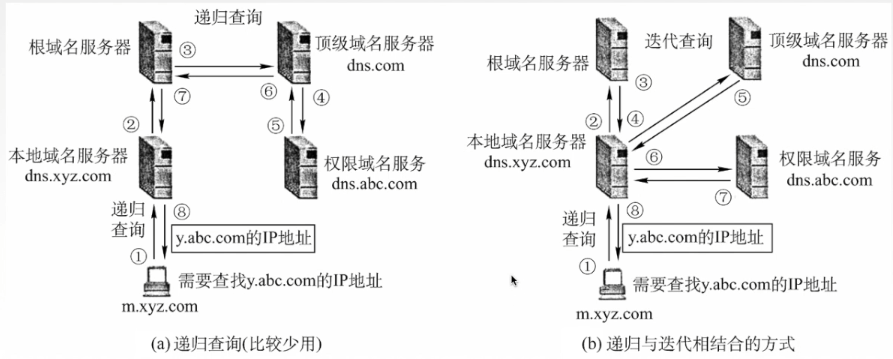 递归查询
根域名服务器
③
顶级域名服务器
dns.com
⑥
④
⑦
②
⑤
本地域名服务器
dns.xyz.com
权限域名服务
dns.abc.com
递归
查询
⑧
y.abc.com的IP地址
①
需要查找y.abc.com的IP地址
m.xyz.com
(a) 递归查询(比较少用)
迭代查询
顶级域名服务器
dns.com
根域名服务器
③
⑤
②
④
本地域名服务器
dns.xyz.com
⑥
权限域名服务
dns.abc.com
⑦
递归
查询
⑧
y.abc.com的IP地址
①
需要查找y.abc.com的IP地址
m.xyz.com
(b) 递归与迭代相结合的方式